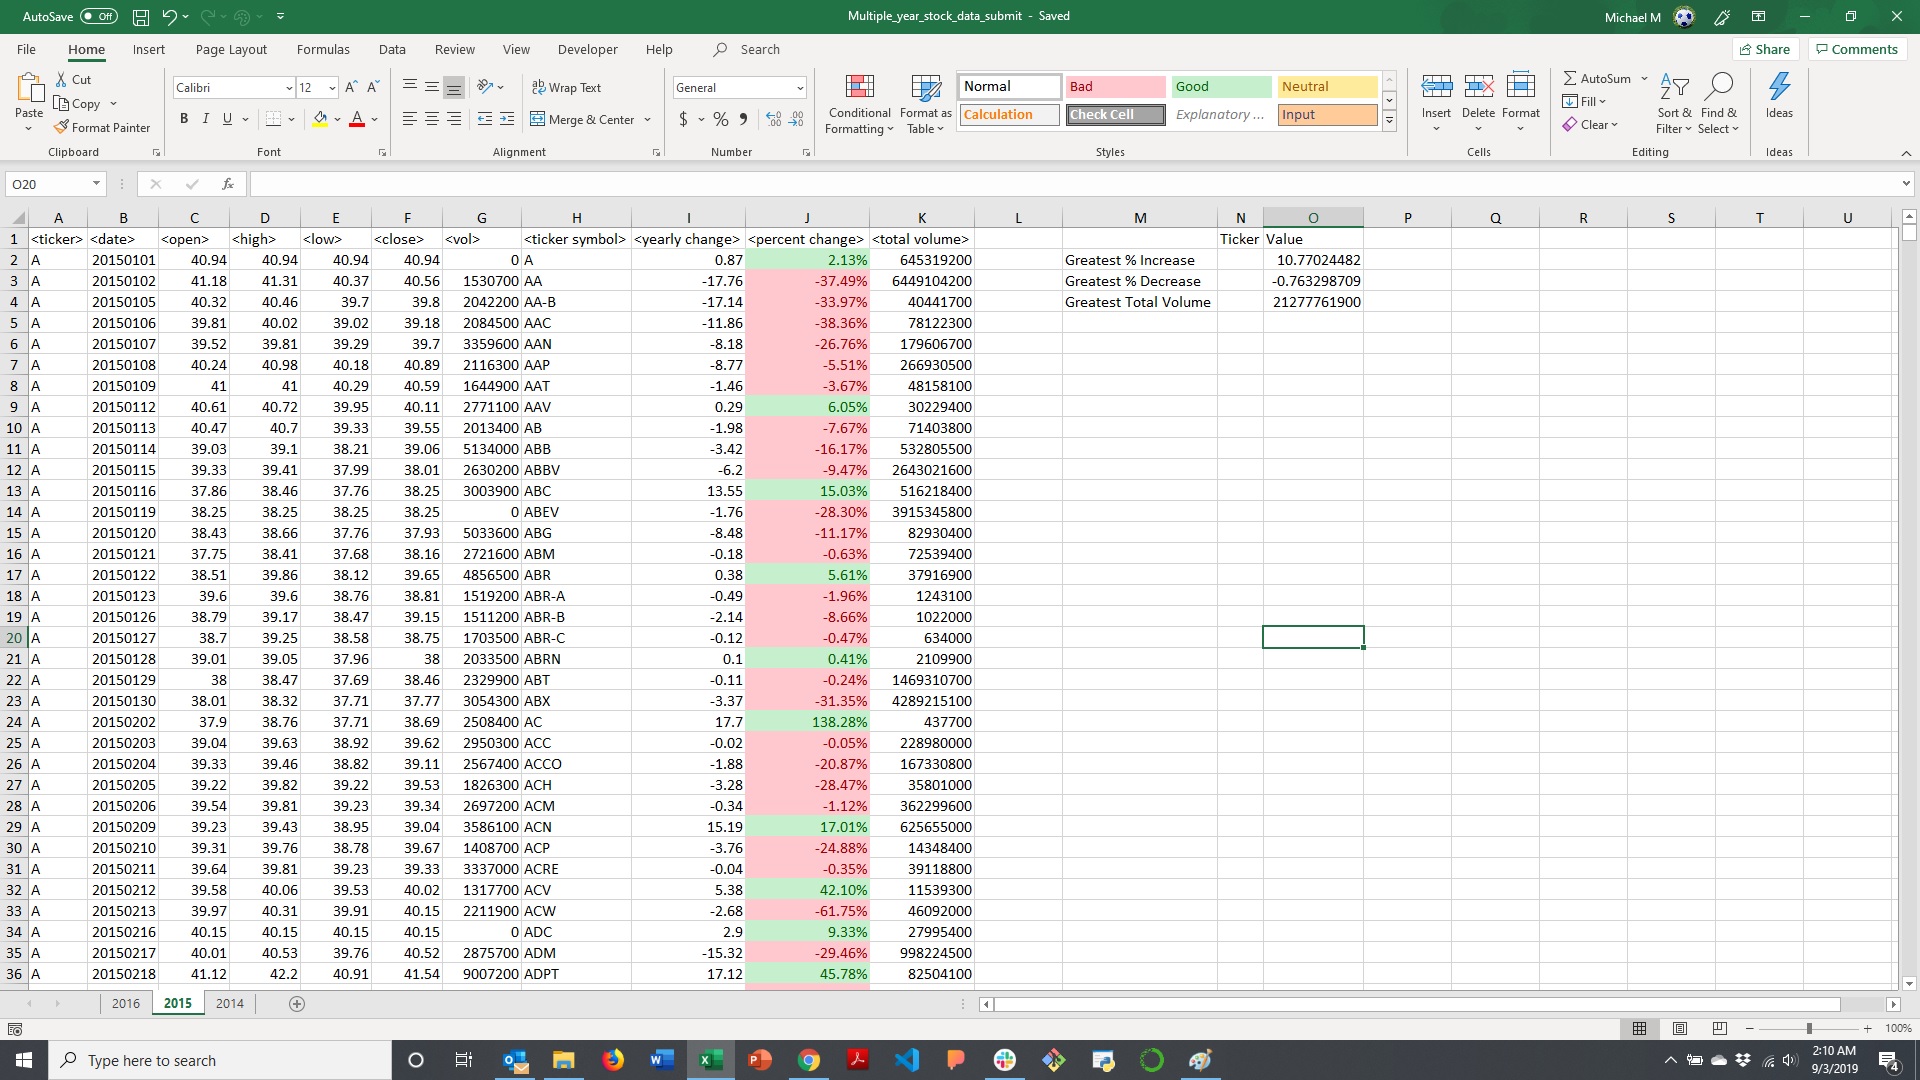 AutoSave Off Multiple_year_stock_data_submit - Saved Michael M
File Home Insert Page Layout Formulas Data Review View Developer Help Search Share Comments
Paste Cut Copy Format Painter Clipboard
Calibri 12 A A B I U A Font
Wrap Text Merge & Center Alignment
General $ % , Number
Conditional Formatting Format as Table Normal Bad Good Neutral Calculation Check Cell Explanatory ... Input Styles
Insert Delete Format Cells
AutoSum Fill Clear Sort & Filter Find & Select Editing
Ideas Ideas
O20 fx
A B C D E F G H I J K L M N O P Q R S T U
1 <ticker> <date> <open> <high> <low> <close> <vol> <ticker symbol> <yearly change> <percent change> <total volume> Ticker Value
2 A 20150101 40.94 40.94 40.94 40.94 0 A 0.87 2.13% 645319200 Greatest % Increase 10.77024482
3 A 20150102 41.18 41.31 40.37 40.56 1530700 AA -17.76 -37.49% 6449104200 Greatest % Decrease -0.763298709
4 A 20150105 40.32 40.46 39.7 39.8 2042200 AA-B -17.14 -33.97% 40441700 Greatest Total Volume 21277761900
5 A 20150106 39.81 40.02 39.02 39.18 2084500 AAC -11.86 -38.36% 78122300
6 A 20150107 39.52 39.81 39.29 39.7 3359600 AAN -8.18 -26.76% 179606700
7 A 20150108 40.24 40.98 40.18 40.89 2116300 AAP -8.77 -5.51% 266930500
8 A 20150109 41 41 40.29 40.59 1644900 AAT -1.46 -3.67% 48158100
9 A 20150112 40.61 40.72 39.95 40.11 2771100 AAV 0.29 6.05% 30229400
10 A 20150113 40.47 40.7 39.33 39.55 2013400 AB -1.98 -7.67% 71403800
11 A 20150114 39.03 39.1 38.21 39.06 5134000 ABB -3.42 -16.17% 532805500
12 A 20150115 39.33 39.41 37.99 38.01 2630200 ABBV -6.2 -9.47% 2643021600
13 A 20150116 37.86 38.46 37.76 38.25 3003900 ABC 13.55 15.03% 516218400
14 A 20150119 38.25 38.25 38.25 38.25 0 ABEV -1.76 -28.30% 3915345800
15 A 20150120 38.43 38.66 37.76 37.93 5033600 ABG -8.48 -11.17% 82930400
16 A 20150121 37.75 38.41 37.68 38.16 2721600 ABM -0.18 -0.63% 72539400
17 A 20150122 38.51 39.86 38.12 39.65 4856500 ABR 0.38 5.61% 37916900
18 A 20150123 39.6 39.6 38.76 38.81 1519200 ABR-A -0.49 -1.96% 1243100
19 A 20150126 38.79 39.17 38.47 39.15 1511200 ABR-B -2.14 -8.66% 1022000
20 A 20150127 38.7 39.25 38.58 38.75 1703500 ABR-C -0.12 -0.47% 634000
21 A 20150128 39.01 39.05 37.96 38 2033500 ABRN 0.1 0.41% 2109900
22 A 20150129 38 38.47 37.69 38.46 2329900 ABT -0.11 -0.24% 1469310700
23 A 20150130 38.01 38.32 37.71 37.77 3054300 ABX -3.37 -31.35% 4289215100
24 A 20150202 37.9 38.76 37.71 38.69 2508400 AC 17.7 138.28% 437700
25 A 20150203 39.04 39.63 38.92 39.62 2950300 ACC -0.02 -0.05% 228980000
26 A 20150204 39.33 39.46 38.82 39.11 2567400 ACCO -1.88 -20.87% 167330800
27 A 20150205 39.22 39.82 39.22 39.53 1826300 ACH -3.28 -28.47% 35801000
28 A 20150206 39.54 39.81 39.23 39.34 2697200 ACM -0.34 -1.12% 362299600
29 A 20150209 39.23 39.43 38.95 39.04 3586100 ACN 15.19 17.01% 625655000
30 A 20150210 39.31 39.76 38.78 39.67 1408700 ACP -3.76 -24.88% 14348400
31 A 20150211 39.64 39.81 39.23 39.33 3337000 ACRE -0.04 -0.35% 39118800
32 A 20150212 39.58 40.06 39.53 40.02 1317700 ACV 5.38 42.10% 11539300
33 A 20150213 39.97 40.31 39.91 40.15 2211900 ACW -2.68 -61.75% 46092000
34 A 20150216 40.15 40.15 40.15 40.15 0 ADC 2.9 9.33% 27995400
35 A 20150217 40.01 40.53 39.76 40.52 2875700 ADM -15.32 -29.46% 998224500
36 A 20150218 41.12 42.2 40.91 41.54 9007200 ADPT 17.12 45.78% 82504100
2016 2015 2014
100%
Type here to search 2:10 AM
9/3/2019 4